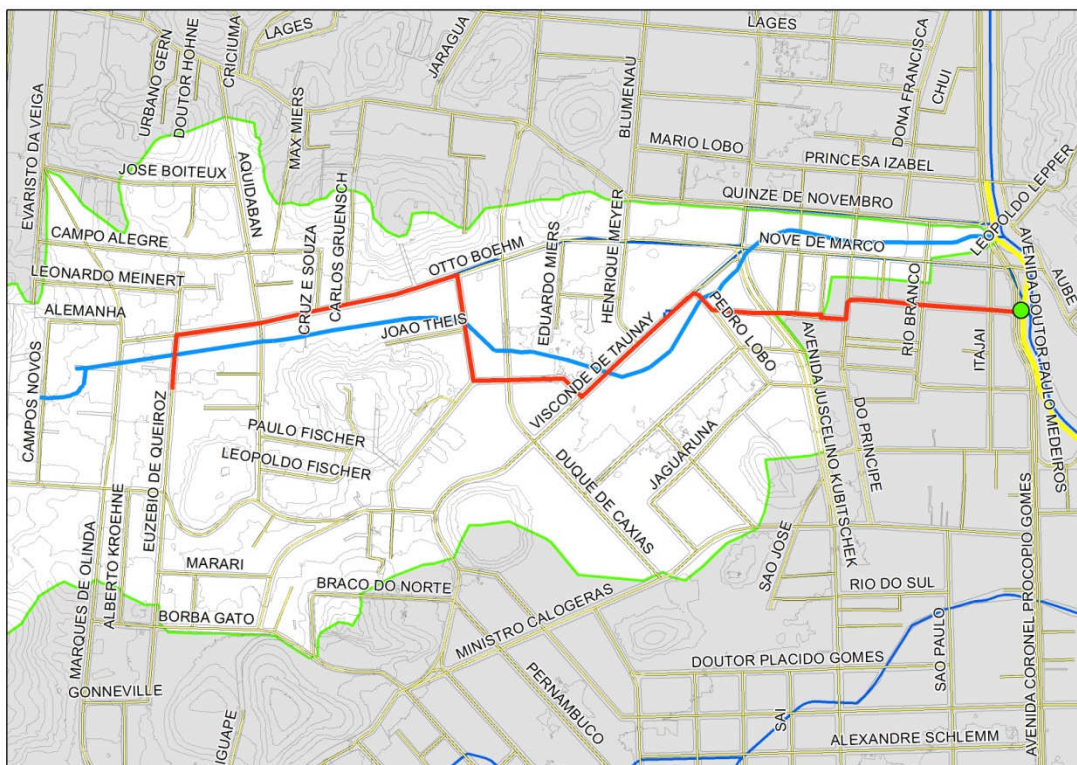 LAGES
LAGES
DONA FRANCISCA
CRICIUMA
URBANO GERN
DOUTOR HOHNE
JARAGUA
CHUI
BLUMENAU
EVARISTO DA VEIGA
MAX MIERS
MARIO LOBO
PRINCESA IZABEL
JOSE BOITEUX
AQUIDABAN
CARLOS GRUENSCH
QUINZE DE NOVEMBRO
LEOPOLDO LEPPER
CAMPO ALEGRE
CRUZ E SOUZA
OTTO BOEHM
EDUARDO MIERS
HENRIQUE MEYER
NOVE DE MARCO
AVENIDA DOUTOR PAULO MEDEIROS
AUBE
LEONARDO MEINERT
ALEMANHA
JOAO THEIS
PEDRO LOBO
RIO BRANCO
ITAJAI
VISCONDE DE TAUNAY
AVENIDA JUSCELINO KUBITSCHEK
DO PRINCIPE
CAMPOS NOVOS
EUZEBIO DE QUEIROZ
PAULO FISCHER
LEOPOLDO FISCHER
DUQUE DE CAXIAS
JAGUARUNA
MARQUES DE OLINDA
ALBERTO KROEHNE
MARARI
BRACO DO NORTE
SAO JOSE
RIO DO SUL
BORBA GATO
MINISTRO CALOGERAS
SAO PAULO
AVENIDA CORONEL PROCOPIO GOMES
GONNEVILLE
PERNAMBUCO
DOUTOR PLACIDO GOMES
IGUAPE
SAI
ALEXANDRE SCHLEMM